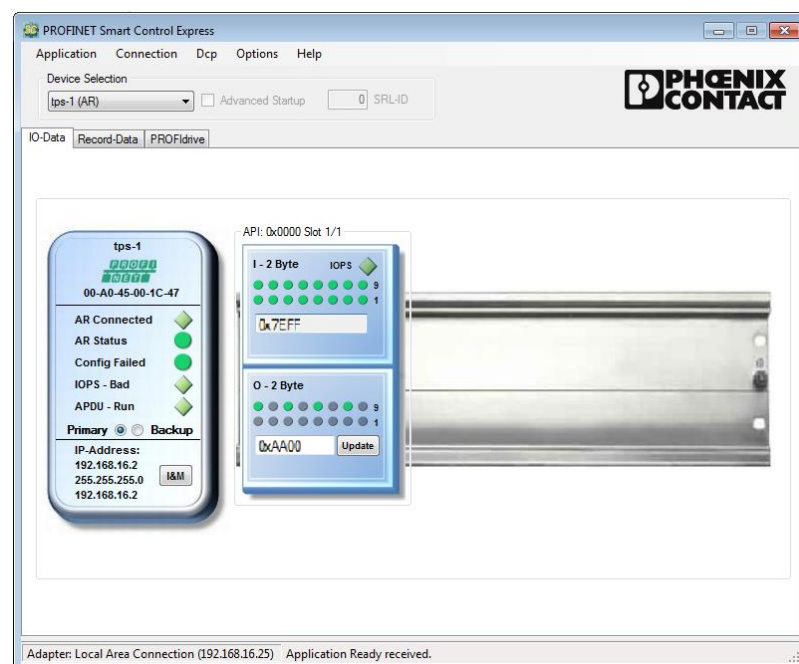 PROFINET Smart Control Express
Application Connection Dcp Options Help
Device Selection
tps-1 (AR)
Advanced Startup
0 SRL-ID
PHŒNIX
CONTACT
IO-Data Record-Data PROFIdrive
tps-1
PROFI
NET
00-A0-45-00-1C-47
AR Connected
AR Status
Config Failed
IOPS - Bad
APDU - Run
Primary Backup
IP-Address:
192.168.16.2
255.255.255.0
192.168.16.2
I&M
API: 0x0000 Slot 1/1
I - 2 Byte IOPS
9
1
0x7EFF
O - 2 Byte
9
1
0xAA00 Update
Adapter: Local Area Connection (192.168.16.25) Application Ready received.